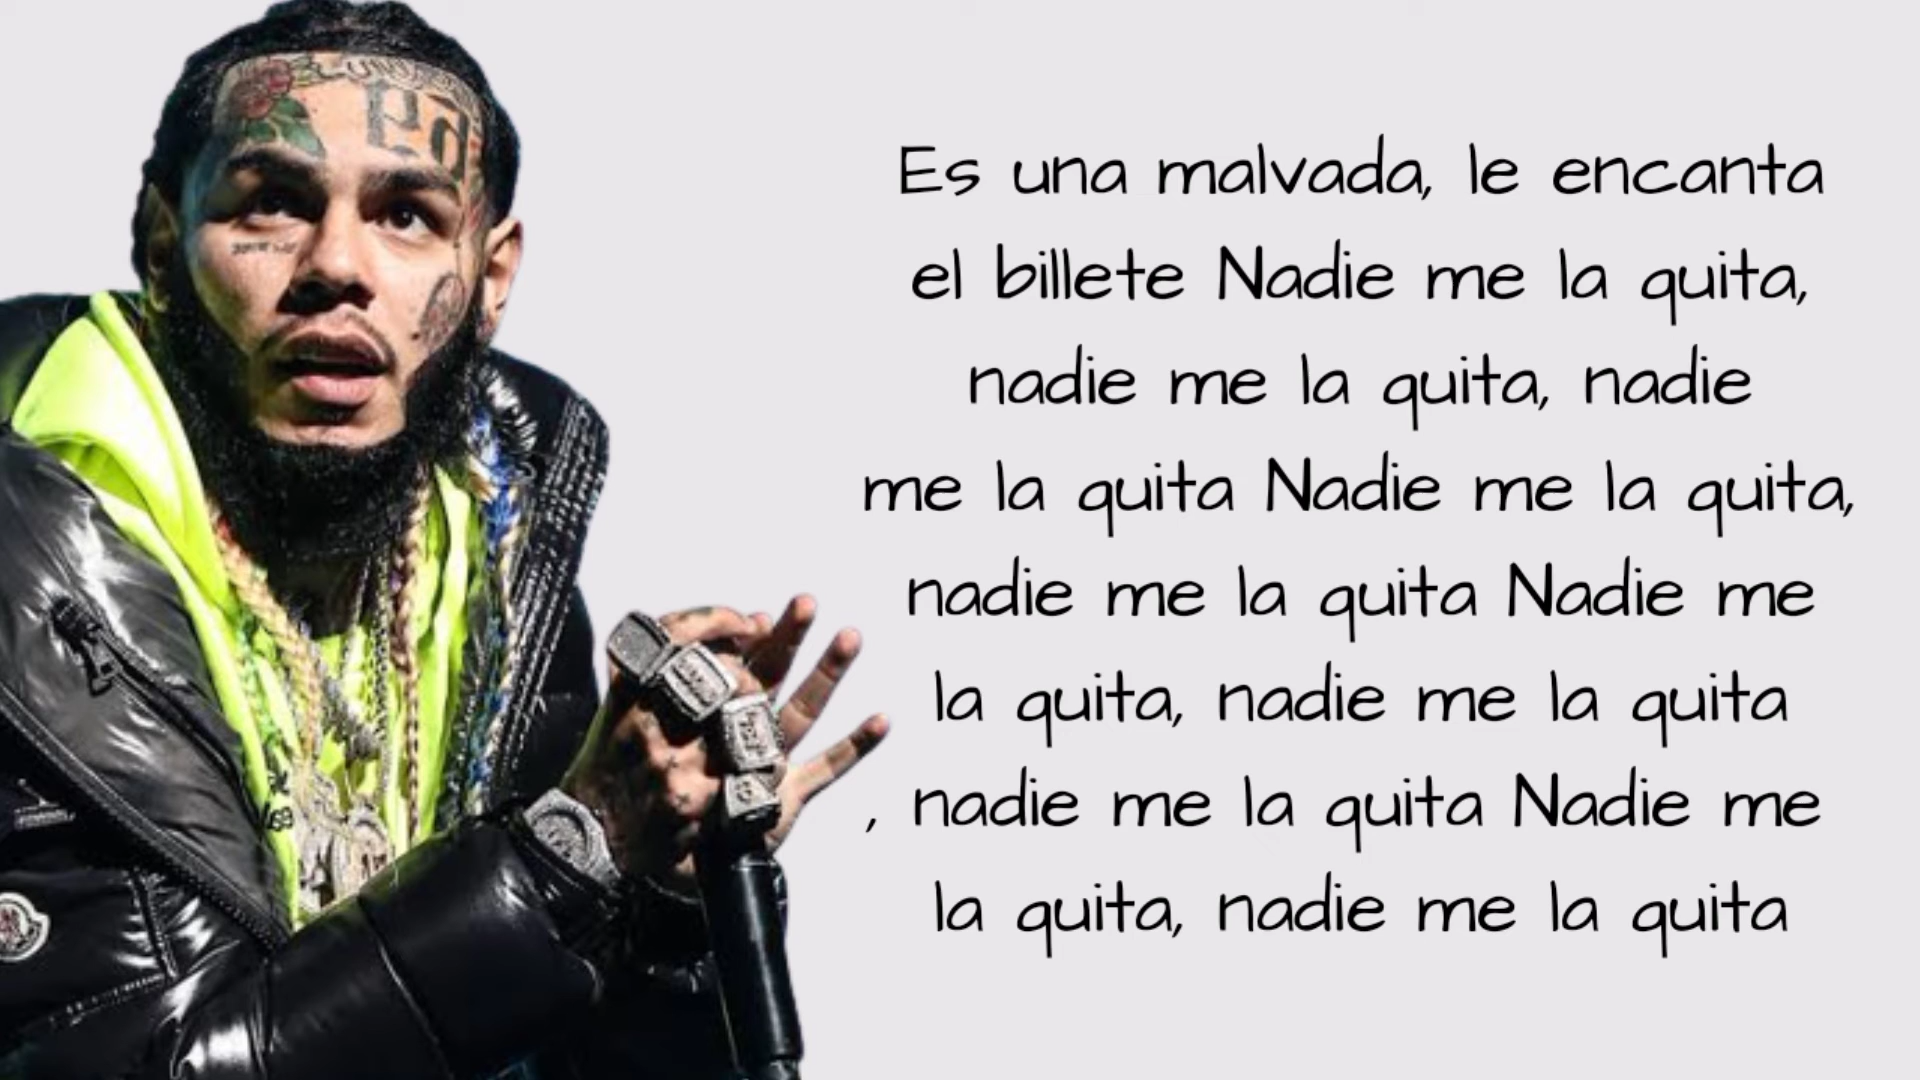 Es una malvada, le encanta
el billete Nadie me la quita,
nadie me la quita, nadie
me la quita Nadie me la quita,
nadie me la quita Nadie me
la quita, nadie me la quita
, nadie me la quita Nadie me
la quita, nadie me la quita